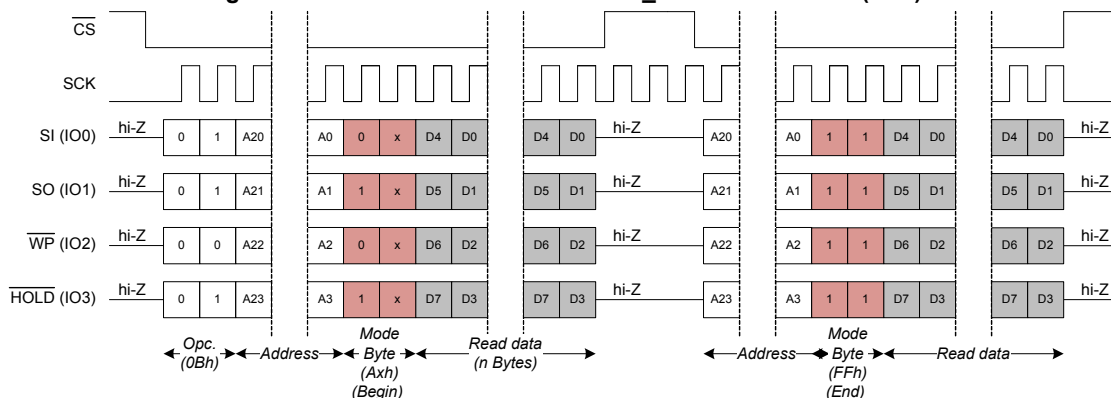 CS
SCK
SI (IO0) hi-Z 0 1 A20 A0 0 x D4 D0 D4 D0 hi-Z A20 A0 1 1 D4 D0 D4 D0 hi-Z
SO (IO1) hi-Z 0 1 A21 A1 1 x D5 D1 D5 D1 hi-Z A21 A1 1 1 D5 D1 D5 D1 hi-Z
WP (IO2) hi-Z 0 0 A22 A2 0 x D6 D2 D6 D2 hi-Z A22 A2 1 1 D6 D2 D6 D2 hi-Z
HOLD (IO3) hi-Z 0 1 A23 A3 1 x D7 D3 D7 D3 hi-Z A23 A3 1 1 D7 D3 D7 D3 hi-Z
Opc.
(0Bh)
Address
Mode
Byte
(Axh)
(Begin)
Read data
(n Bytes)
Address
Mode
Byte
(FFh)
(End)
Read data